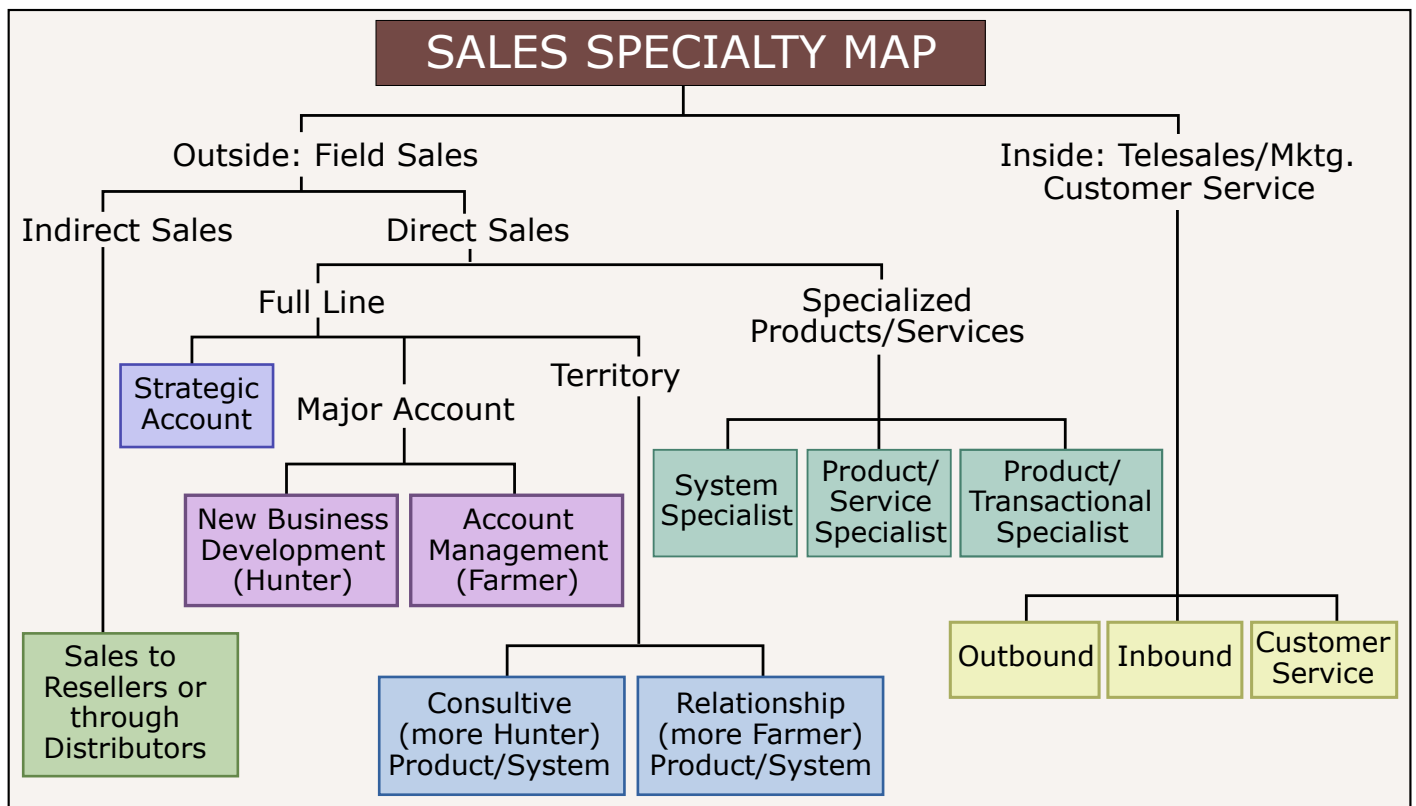 SALES SPECIALTY MAP
Outside: Field Sales
Inside: Telesales/Mktg.
Customer Service
Indirect Sales
Direct Sales
Full Line
Specialized
Products/Services
Strategic
Account
Major Account
Territory
System
Specialist
Product/
Service
Specialist
Product/
Transactional
Specialist
New Business
Development
(Hunter)
Account
Management
(Farmer)
Sales to
Resellers or
through
Distributors
Consultive
(more Hunter)
Product/System
Relationship
(more Farmer)
Product/System
Outbound
Inbound
Customer
Service